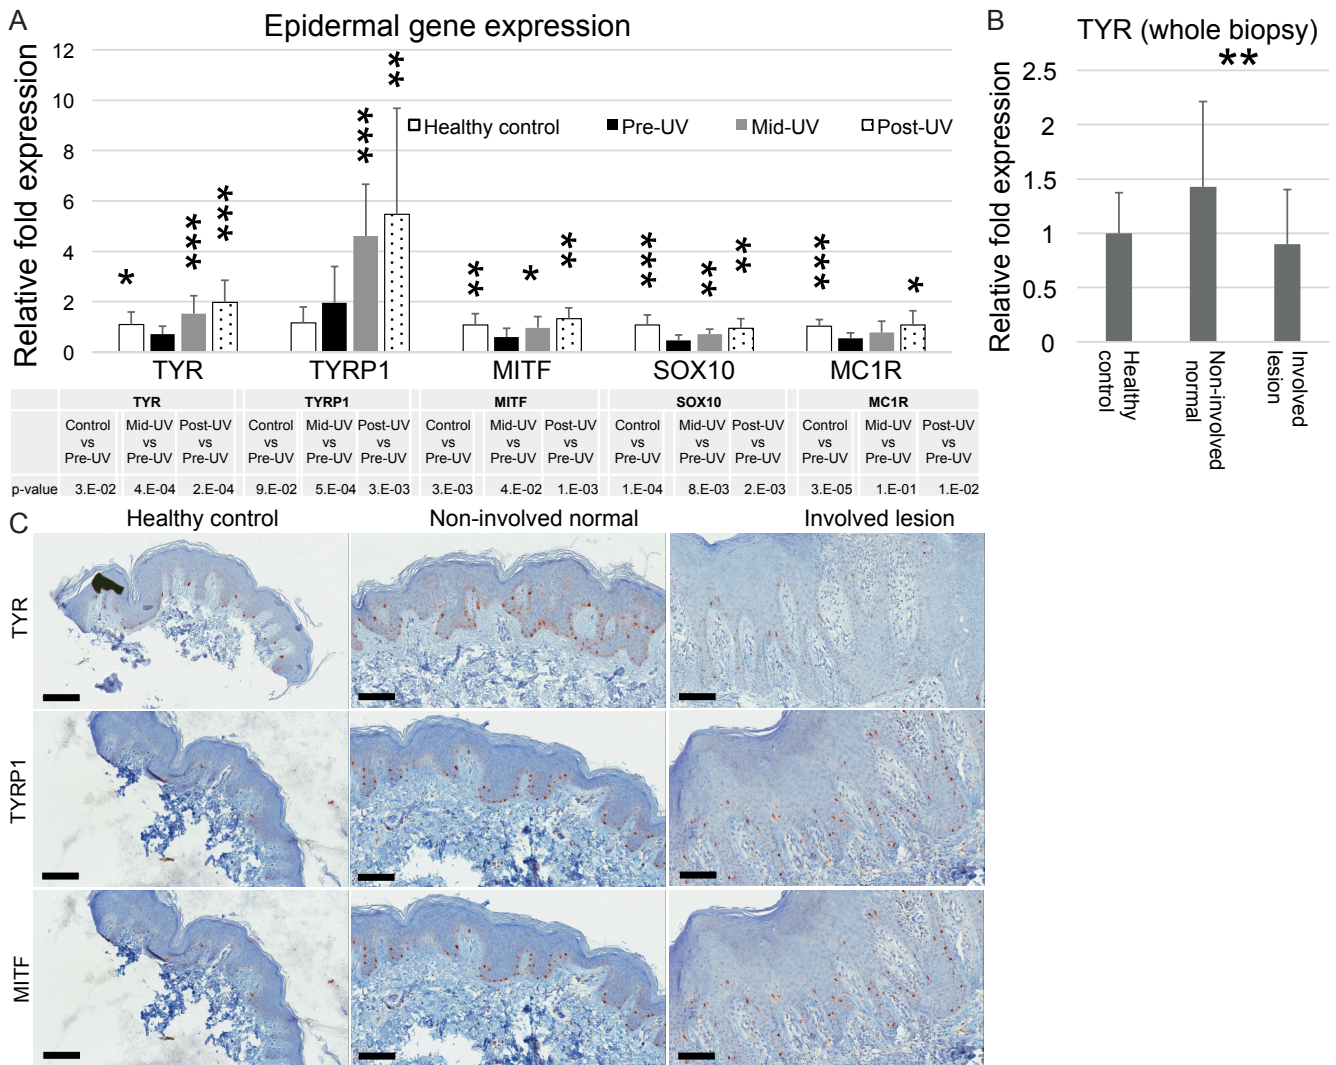 A
Epidermal gene expression
Relative fold expression
12
10
8
6
4
2
0
Healthy control
Pre-UV
Mid-UV
Post-UV
*
***
***
***
**
**
*
**
***
**
**
***
*
TYR
TYRP1
MITF
SOX10
MC1R
TYR TYRP1 MITF SOX10 MC1R
Control Mid-UV Post-UV Control Mid-UV Post-UV Control Mid-UV Post-UV Control Mid-UV Post-UV Control Mid-UV Post-UV
vs vs vs vs vs vs vs vs vs vs vs vs vs vs vs
Pre-UV Pre-UV Pre-UV Pre-UV Pre-UV Pre-UV Pre-UV Pre-UV Pre-UV Pre-UV Pre-UV Pre-UV Pre-UV Pre-UV Pre-UV
p-value 3.E-02 4.E-04 2.E-04 9.E-02 5.E-04 3.E-03 3.E-03 4.E-02 1.E-03 1.E-04 8.E-03 2.E-03 3.E-05 1.E-01 1.E-02
B
TYR (whole biopsy)
**
Relative fold expression
2.5
2
1.5
1
0.5
0
Healthy
control
Non-involved
normal
Involved
lesion
C
Healthy control
Non-involved normal
Involved lesion
TYR
TYRP1
MITF